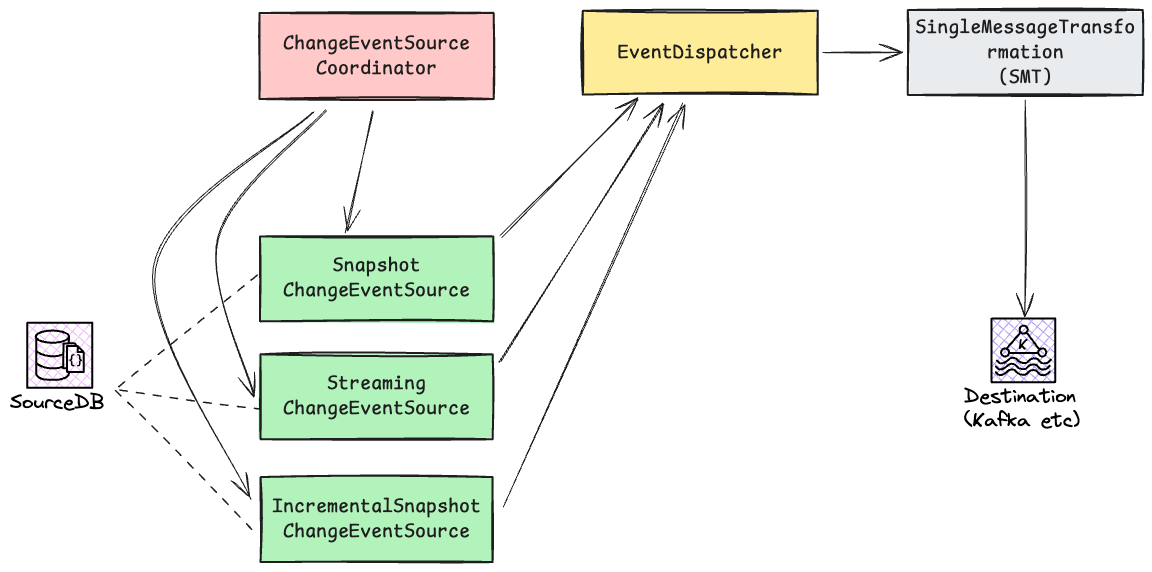 ChangeEventSource
Coordinator
EventDispatcher
SingleMessageTransfo
rmation
(SMT)
Snapshot
ChangeEventSource
Streaming
ChangeEventSource
IncrementalSnapshot
ChangeEventSource
{}
SourceDB
K
Destination
(Kafka etc)